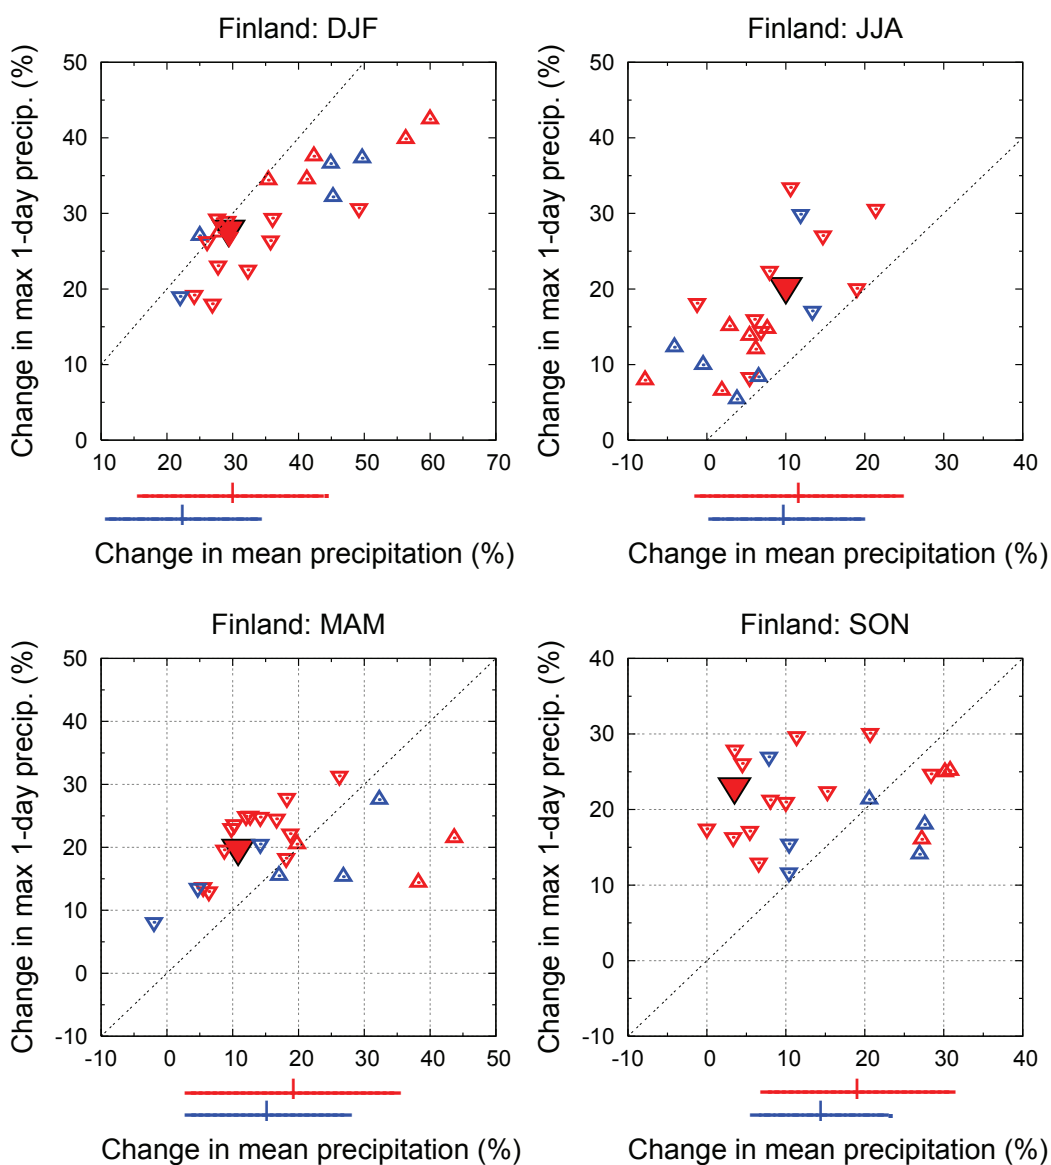 Finland: DJF
Change in max 1-day precip. (%)
50
40
30
20
10
0
10 20 30 40 50 60 70
Change in mean precipitation (%)
Finland: JJA
Change in max 1-day precip. (%)
50
40
30
20
10
0
-10 0 10 20 30 40
Change in mean precipitation (%)
Finland: MAM
Change in max 1-day precip. (%)
50
40
30
20
10
0
-10
-10 0 10 20 30 40 50
Change in mean precipitation (%)
Finland: SON
Change in max 1-day precip. (%)
40
30
20
10
0
-10
-10 0 10 20 30 40
Change in mean precipitation (%)